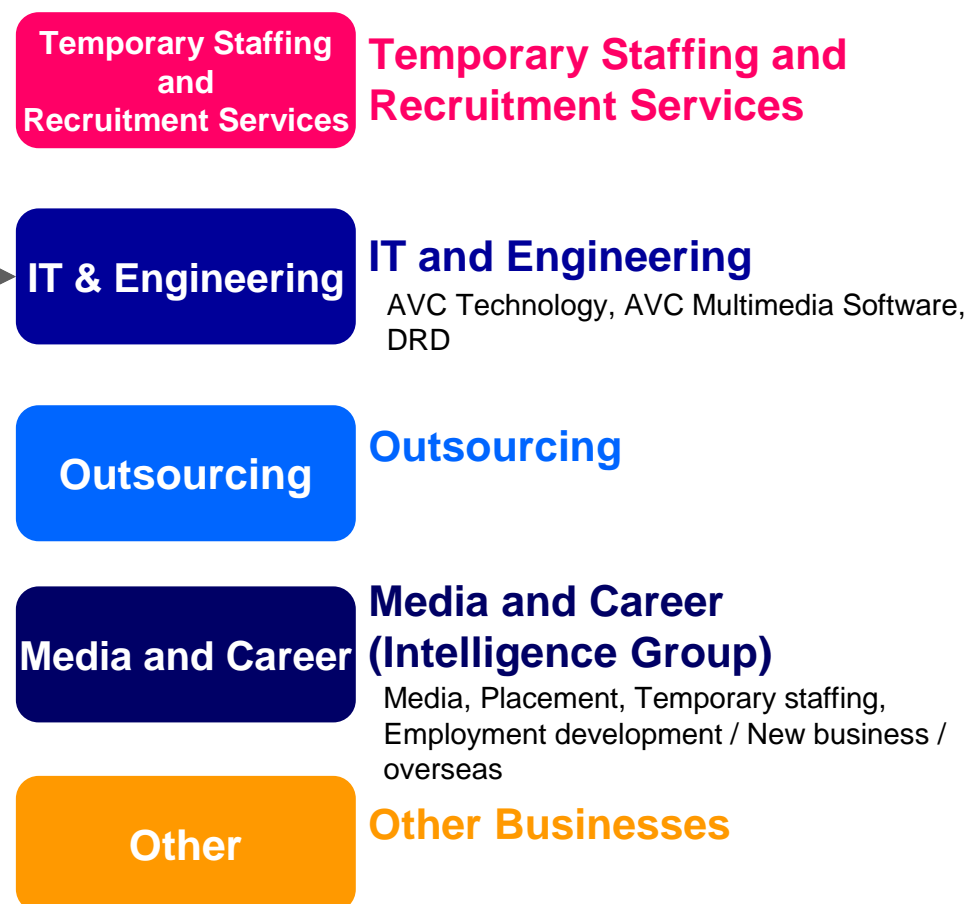 Temporary Staffing
and
Recruitment Services
Temporary Staffing and
Recruitment Services
IT & Engineering
IT and Engineering
AVC Technology, AVC Multimedia Software,
DRD
Outsourcing
Outsourcing
Media and Career
Media and Career
(Intelligence Group)
Media, Placement, Temporary staffing,
Employment development / New business /
overseas
Other
Other Businesses